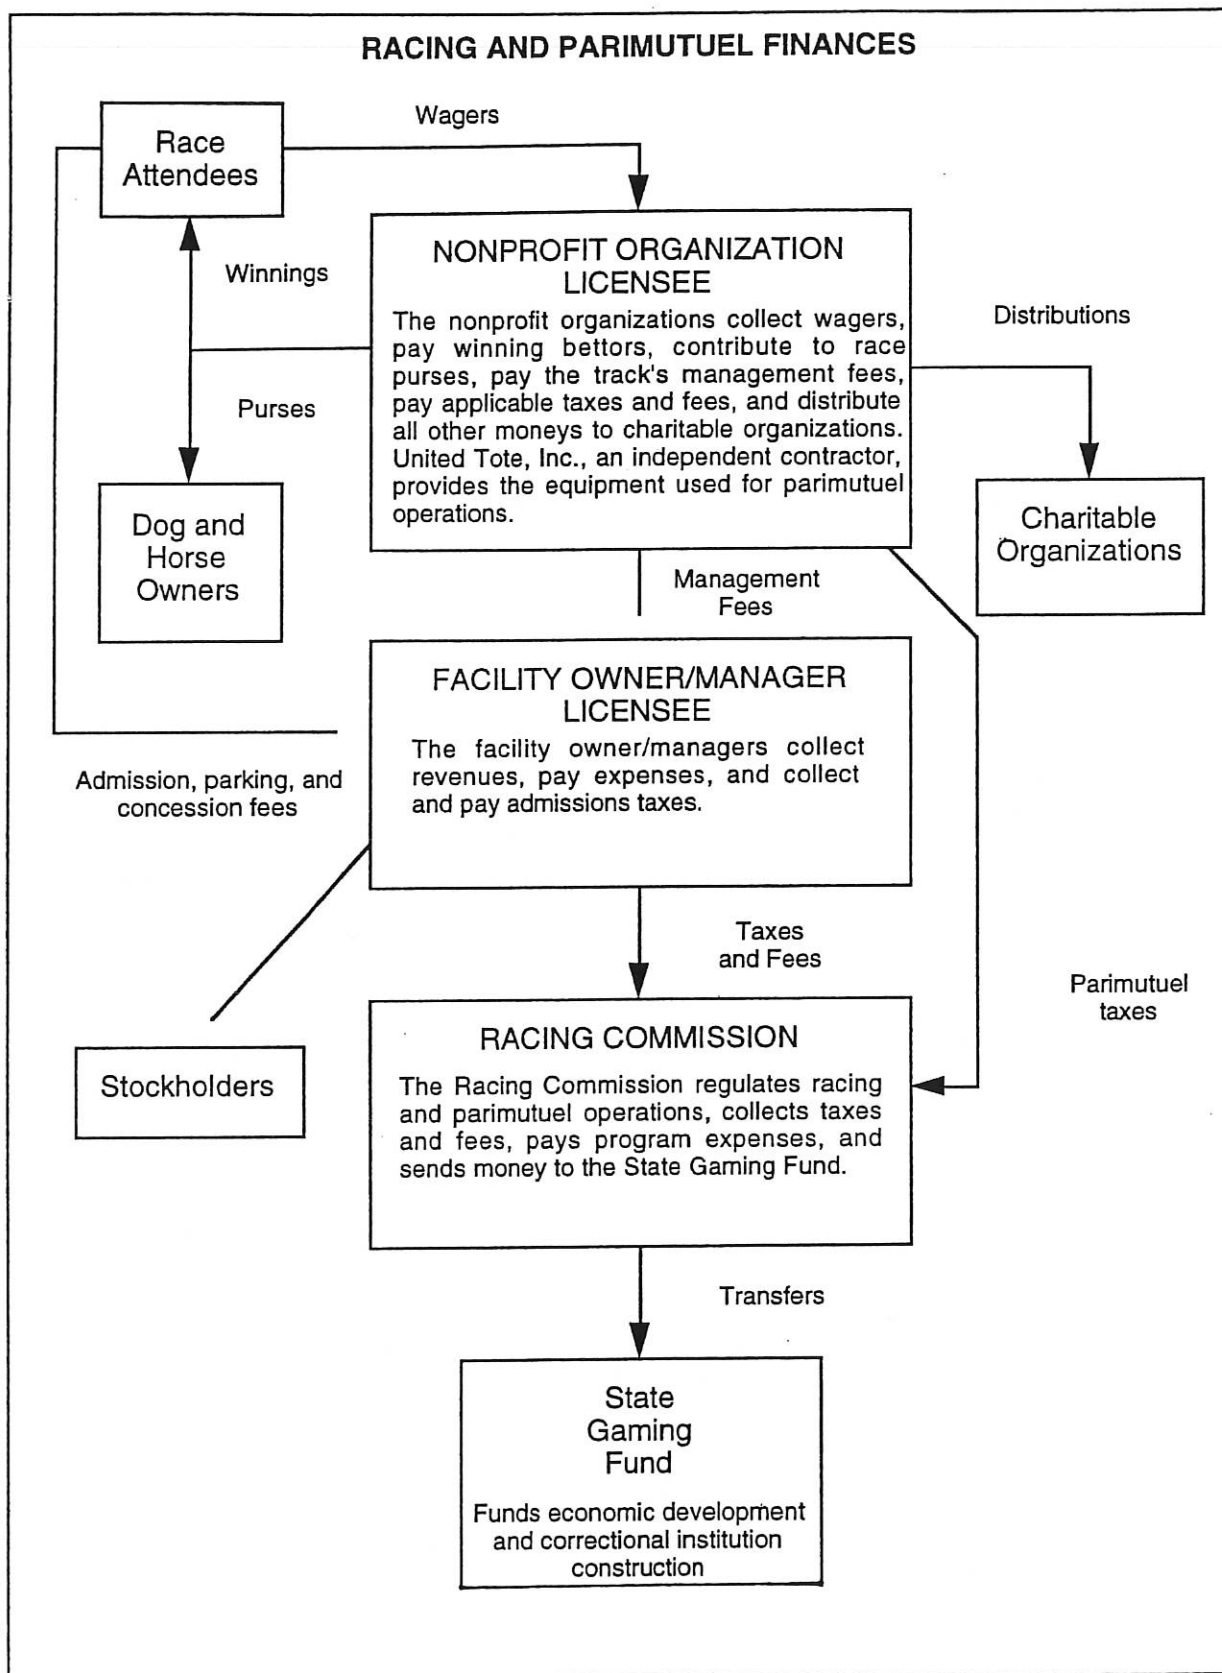 RACING AND PARIMUTUEL FINANCES
Wagers
Race
Attendees
Winnings
NONPROFIT ORGANIZATION
LICENSEE
The nonprofit organizations collect wagers,
pay winning bettors, contribute to race
purses, pay the track's management fees,
pay applicable taxes and fees, and distribute
all other moneys to charitable organizations.
United Tote, Inc., an independent contractor,
provides the equipment used for parimutuel
operations.
Distributions
Purses
Dog and
Horse
Owners
Charitable
Organizations
Management
Fees
FACILITY OWNER/MANAGER
LICENSEE
The facility owner/managers collect
revenues, pay expenses, and collect
and pay admissions taxes.
Admission, parking, and
concession fees
Taxes
and Fees
Parimutuel
taxes
Stockholders
RACING COMMISSION
The Racing Commission regulates racing
and parimutuel operations, collects taxes
and fees, pays program expenses, and
sends money to the State Gaming Fund.
Transfers
State
Gaming
Fund
Funds economic development
and correctional institution
construction